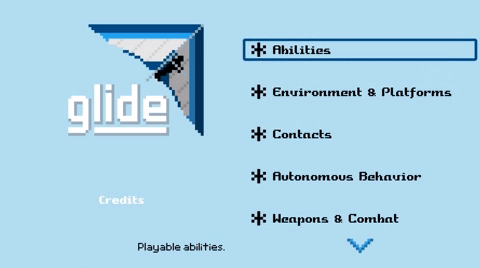 glide
Credits
Abilities
Environment & Platforms
Contacts
Autonomous Behavior
Weapons & Combat
Playable abilities.